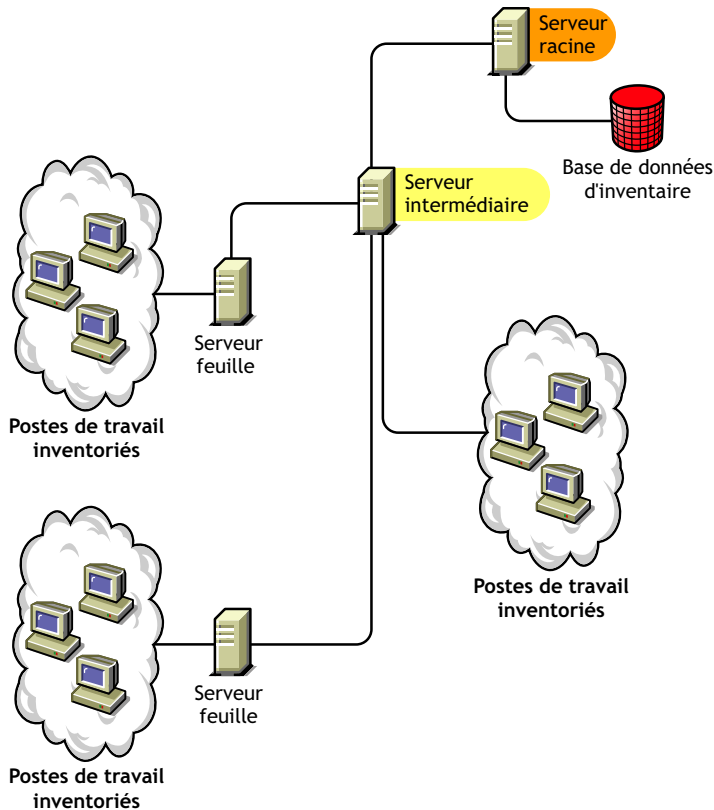 Serveur
racine
Base de données
d'inventaire
Serveur
intermédiaire
Serveur
feuille
Postes de travail
inventoriés
Postes de travail
inventoriés
Serveur
feuille
Postes de travail
inventoriés